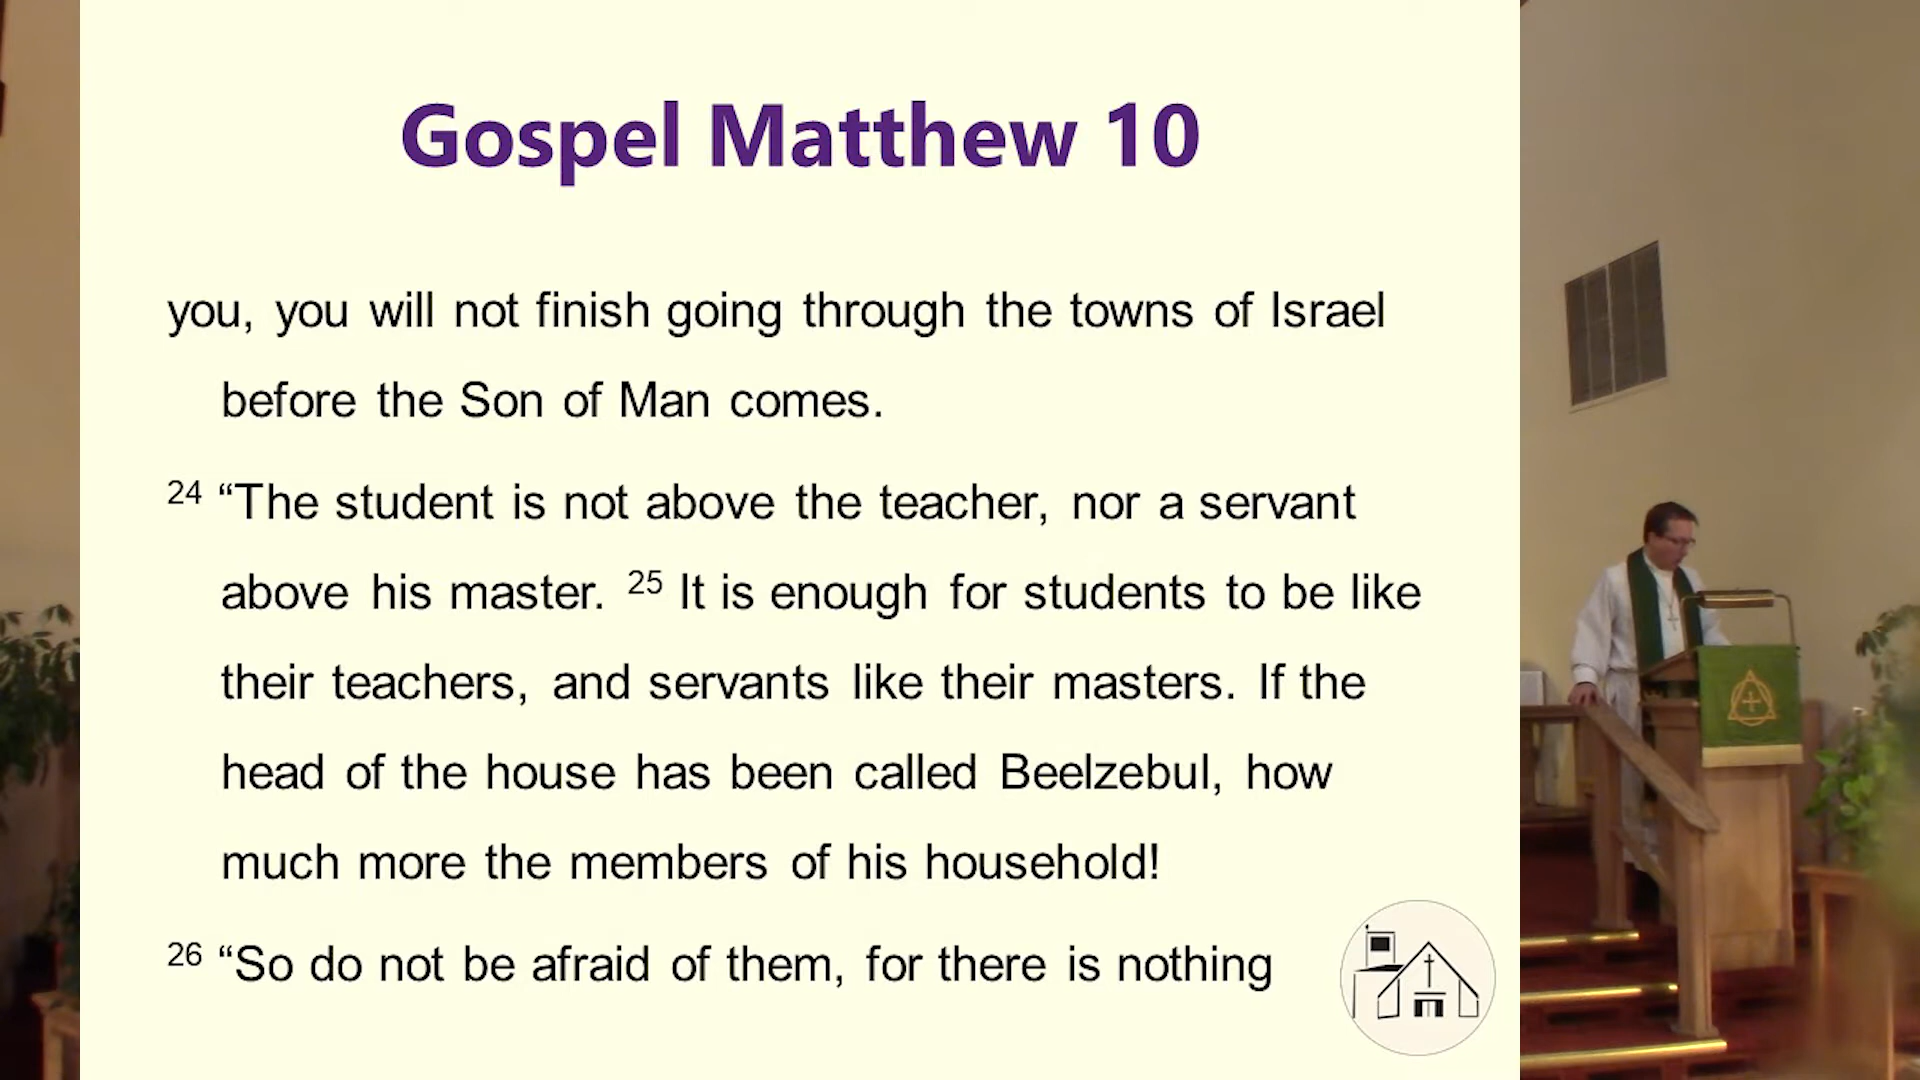 Gospel Matthew 10
you, you will not finish going through the towns of Israel
before the Son of Man comes.
24 “The student is not above the teacher, nor a servant
above his master. 25 It is enough for students to be like
their teachers, and servants like their masters. If the
head of the house has been called Beelzebul, how
much more the members of his household!
26 “So do not be afraid of them, for there is nothing